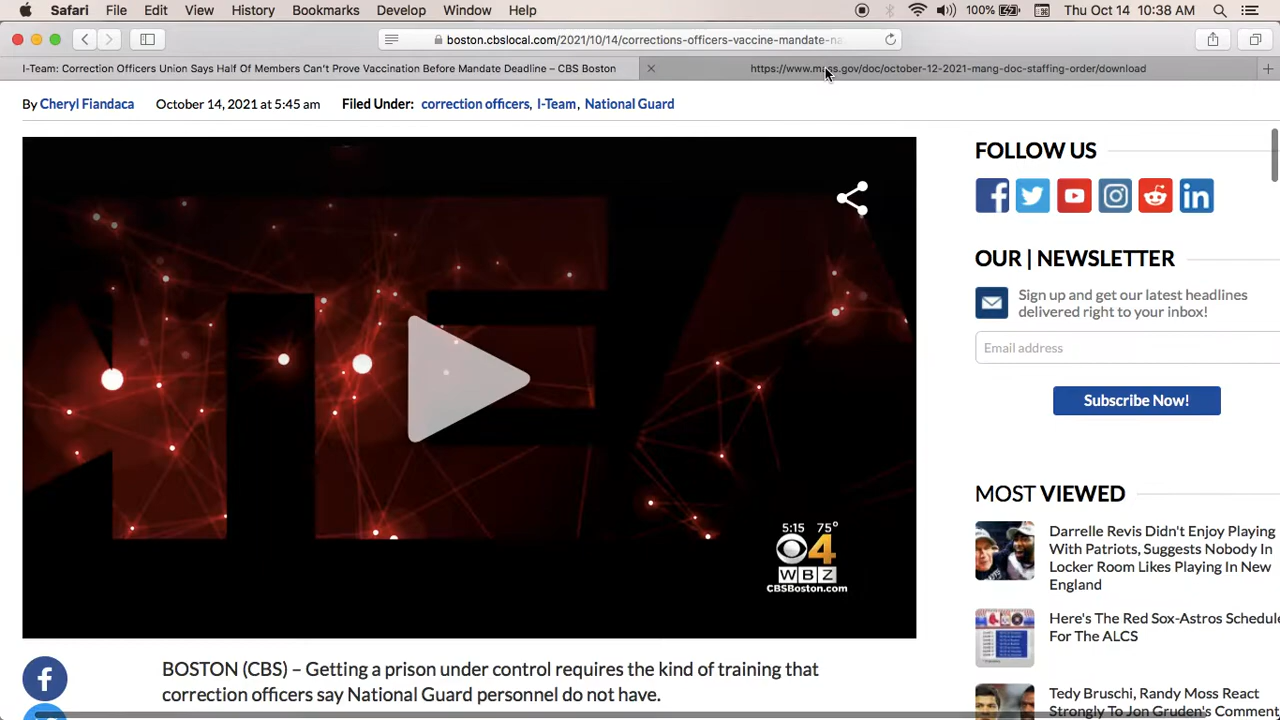 Safari File Edit View History Bookmarks Develop Window Help 100% Thu Oct 14 10:38 AM
boston.cbslocal.com/2021/10/14/corrections-officers-vaccine-mandate-na
I-Team: Correction Officers Union Says Half Of Members Can't Prove Vaccination Before Mandate Deadline – CBS Boston
https://www.mass.gov/doc/october-12-2021-mang-doc-staffing-order/download
By Cheryl Fiandaca October 14, 2021 at 5:45 am Filed Under: correction officers, I-Team, National Guard
TEA
5:15 75°
4
WBZ
CBSBoston.com
BOSTON (CBS) – Getting a prison under control requires the kind of training that
correction officers say National Guard personnel do not have.
FOLLOW US
OUR | NEWSLETTER
Sign up and get our latest headlines
delivered right to your inbox!
Email address
Subscribe Now!
MOST VIEWED
Darrelle Revis Didn't Enjoy Playing
With Patriots, Suggests Nobody In
Locker Room Likes Playing In New
England
Here's The Red Sox-Astros Schedule
For The ALCS
Tedy Bruschi, Randy Moss React
Strongly To Jon Gruden's Comment